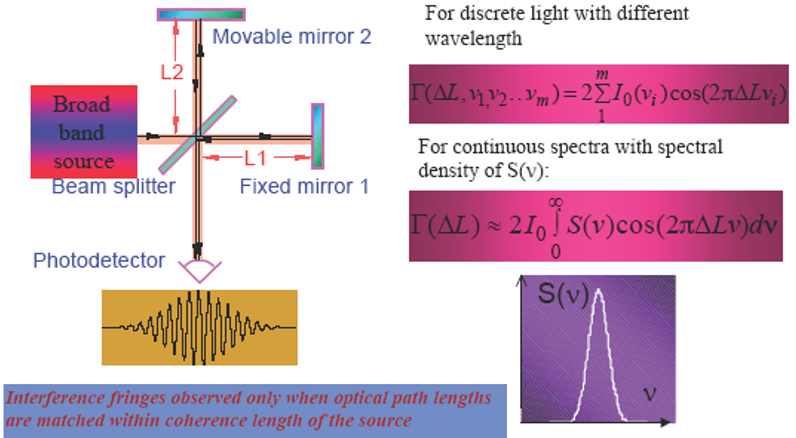 Movable mirror 2
L2
Broad
band
source
L1
Beam splitter
Fixed mirror 1
Photodetector
Interference fringes observed only when optical path lengths
are matched within coherence length of the source
For discrete light with different
wavelength
Γ(ΔL,ν₁,ν₂..νₘ)=2∑₁ᵐI₀(νᵢ)cos(2πΔLνᵢ)
For continuous spectra with spectral
density of S(ν):
Γ(ΔL) ≈ 2I₀∫₀^∞ S(ν)cos(2πΔLν)dν
S(ν)
ν